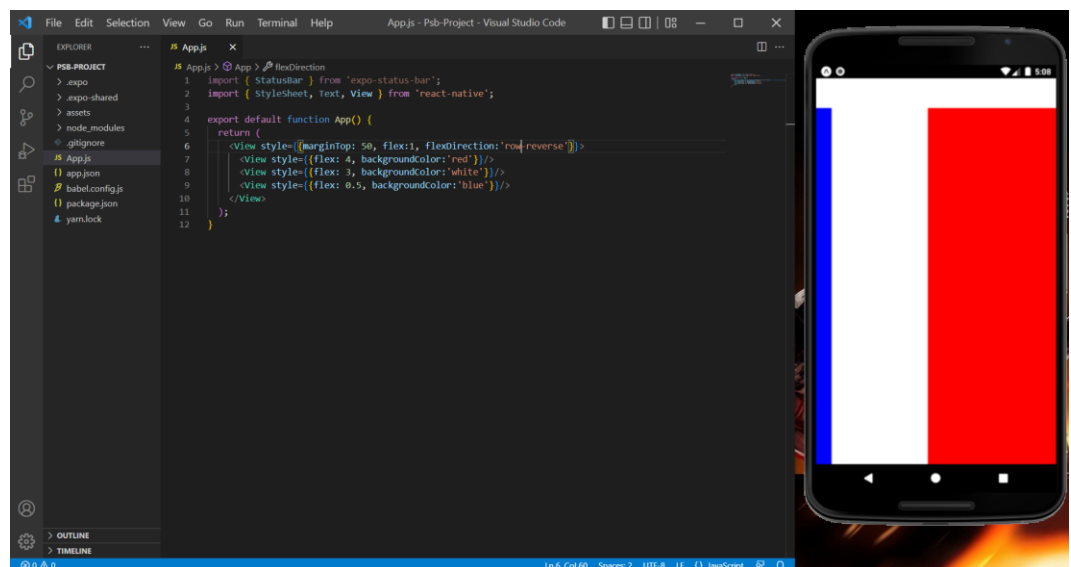 File Edit Selection View Go Run Terminal Help App.js - Psb-Project - Visual Studio Code
EXPLORER ...
PSB-PROJECT
.expo
.expo-shared
assets
node_modules
.gitignore
JS App.js
{} app.json
babel.config.js
{} package.json
yarn.lock
OUTLINE
TIMELINE
JS App.js X
JS App.js > App > flexDirection
1 import { StatusBar } from 'expo-status-bar';
2 import { StyleSheet, Text, View } from 'react-native';
3
4 export default function App() {
5 return (
6 <View style={{marginTop: 50, flex:1, flexDirection:'row-reverse'}}>
7 <View style={{flex: 4, backgroundColor:'red'}}/>
8 <View style={{flex: 3, backgroundColor:'white'}}/>
9 <View style={{flex: 0.5, backgroundColor:'blue'}}/>
10 </View>
11 );
12 }
0 0 Ln 6, Col 60 Spaces: 2 UTF-8 LF {} JavaScript
5:08